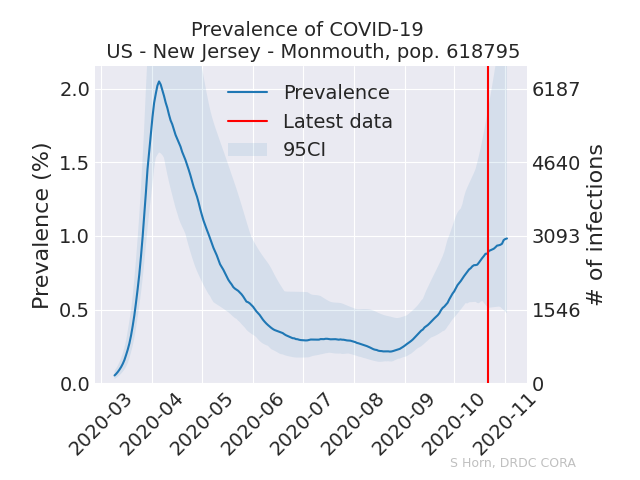 Prevalence of COVID-19
US - New Jersey - Monmouth, pop. 618795
Prevalence
Latest data
95CI
Prevalence (%)
2.0
1.5
1.0
0.5
0.0
6187
4640
3093
1546
0
# of infections
2020-03
2020-04
2020-05
2020-06
2020-07
2020-08
2020-09
2020-10
2020-11
S Horn, DRDC CORA